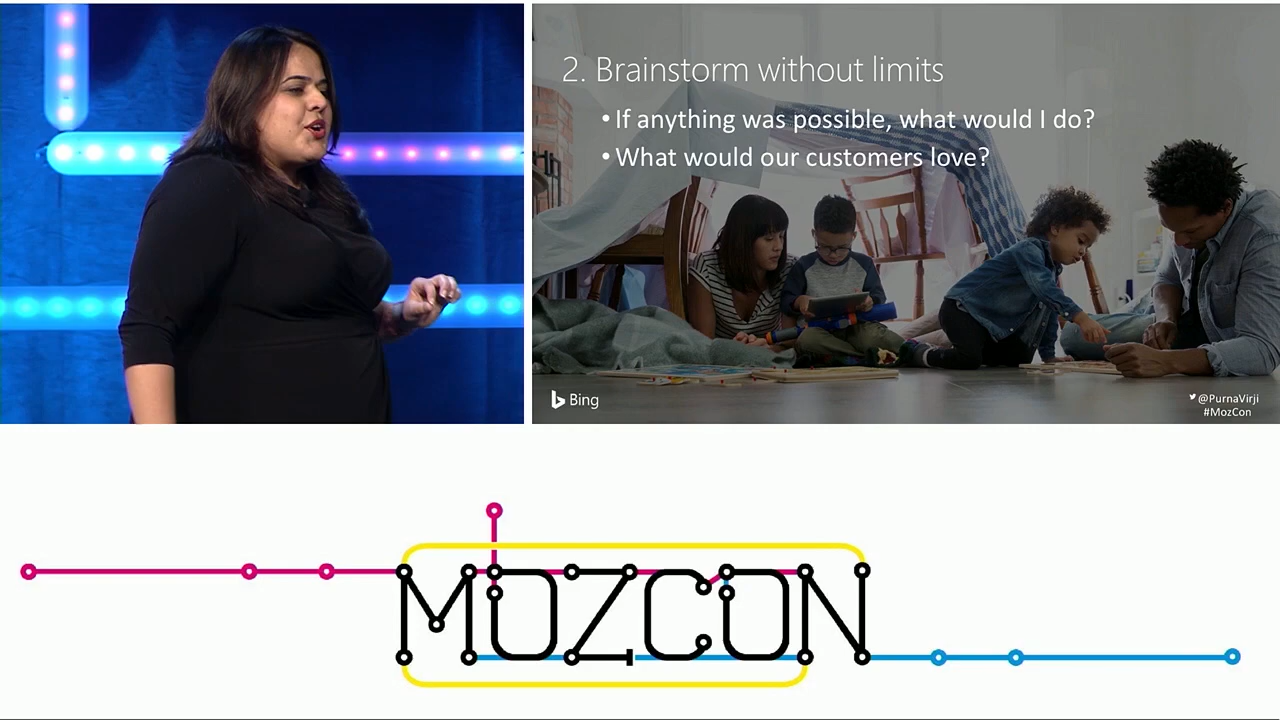 2. Brainstorm without limits
• If anything was possible, what would I do?
• What would our customers love?
Bing
@PurnaVirji
#MozCon
MOZCON